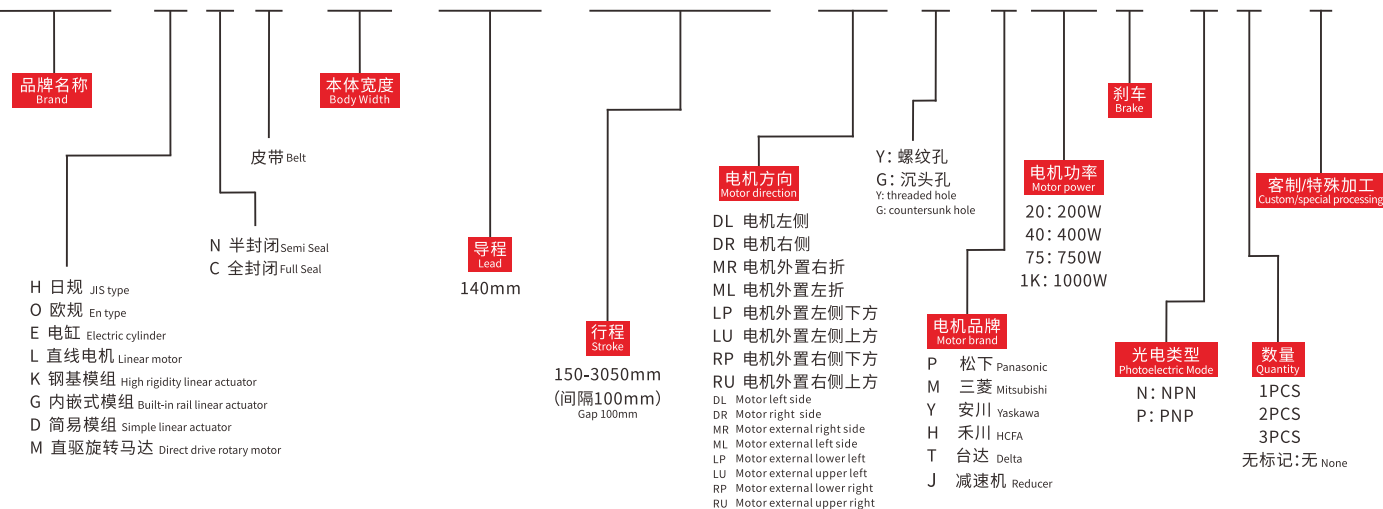 品牌名称
Brand
H 日规 JIS type
O 欧规 En type
E 电缸 Electric cylinder
L 直线电机 Linear motor
K 钢基模组 High rigidity linear actuator
G 内嵌式模组 Built-in rail linear actuator
D 简易模组 Simple linear actuator
M 直驱旋转马达 Direct drive rotary motor
N 半封闭 Semi Seal
C 全封闭 Full Seal
皮带 Belt
本体宽度
Body Width
导程
Lead
140mm
行程
Stroke
150-3050mm
(间隔100mm)
Gap 100mm
电机方向
Motor direction
DL 电机左侧
DR 电机右侧
MR 电机外置右折
ML 电机外置左折
LP 电机外置左侧下方
LU 电机外置左侧上方
RP 电机外置右侧下方
RU 电机外置右侧上方
DL Motor left side
DR Motor right side
MR Motor external right side
ML Motor external left side
LP Motor external lower left
LU Motor external upper left
RP Motor external lower right
RU Motor external upper right
Y: 螺纹孔
G: 沉头孔
Y: threaded hole
G: countersunk hole
电机品牌
Motor brand
P 松下 Panasonic
M 三菱 Mitsubishi
Y 安川 Yaskawa
H 禾川 HCFA
T 台达 Delta
J 减速机 Reducer
电机功率
Motor power
20: 200W
40: 400W
75: 750W
1K: 1000W
刹车
Brake
光电类型
Photoelectric Mode
N: NPN
P: PNP
数量
Quantity
1PCS
2PCS
3PCS
无标记:无 None
客制/特殊加工
Custom/special processing